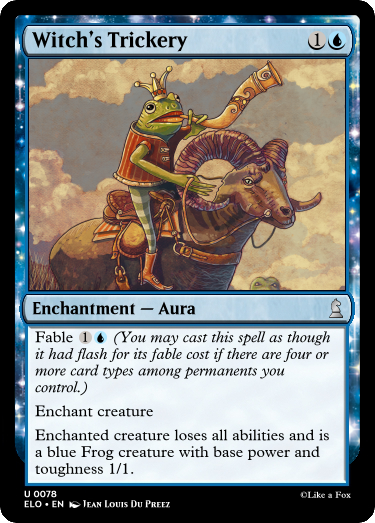 Witch's Trickery 1
Enchantment — Aura
Fable 1 (You may cast this spell as though
it had flash for its fable cost if there are four or
more card types among permanents you
control.)
Enchant creature
Enchanted creature loses all abilities and is
a blue Frog creature with base power and
toughness 1/1.
U 0078
ELO • EN Jean Louis Du Preez
©Like a Fox